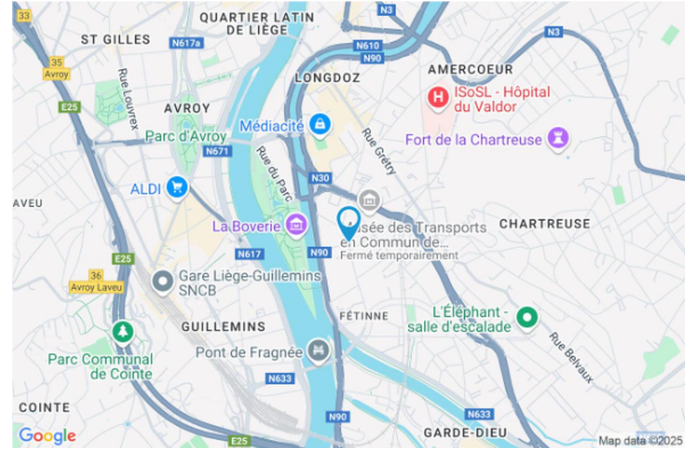 33
QUARTIER LATIN
DE LIÈGE
N3
N3
ST GILLES
N617a
N610
N90
35
Avroy
LONGDOZ
AMERCOEUR
E25
Rue Louvrex
ISoSL - Hôpital
du Valdor
AVROY
Médiacité
Parc d'Avroy
Rue Grétry
Fort de la Chartreuse
N671
Rue du Parc
N30
ALDI
AVEU
La Boverie
usée des Transports
en Commun de...
Fermé temporairement
CHARTREUSE
N617
N90
E25
36
Avroy Laveu
Gare Liège-Guillemins
SNCB
GUILLEMINS
FÉTINNE
L'Éléphant -
salle d'escalade
Parc Communal
de Cointe
Pont de Fragnée
Rue Belvaux
N633
COINTE
N90
N633
GARDE-DIEU
Google
E25
Map data ©2025